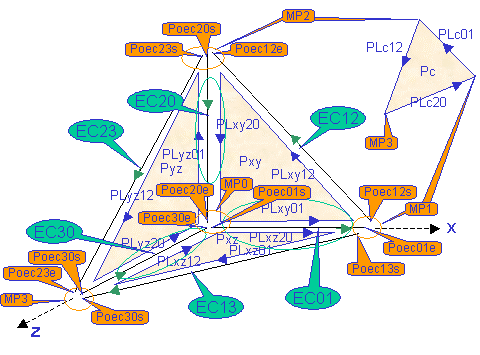 Poec20s
MP2
Poec23s
Poec12e
PLc01
PLc12
Pc
PLc20
EC20
EC23
EC12
MP3
PLxy20
PLyz01
Pxy
Pyz
PLxy12
PLyz12
Poec20e
MP0
Poec01s
Poec12s
PLxy01
MP1
Poec30e
EC30
X
PLyz20
Pxz
PLxz20
Poec01e
PLxz01
PLxz12
Poec30s
Poec13s
Poec23e
MP3
EC13
EC01
Poec30s
Z